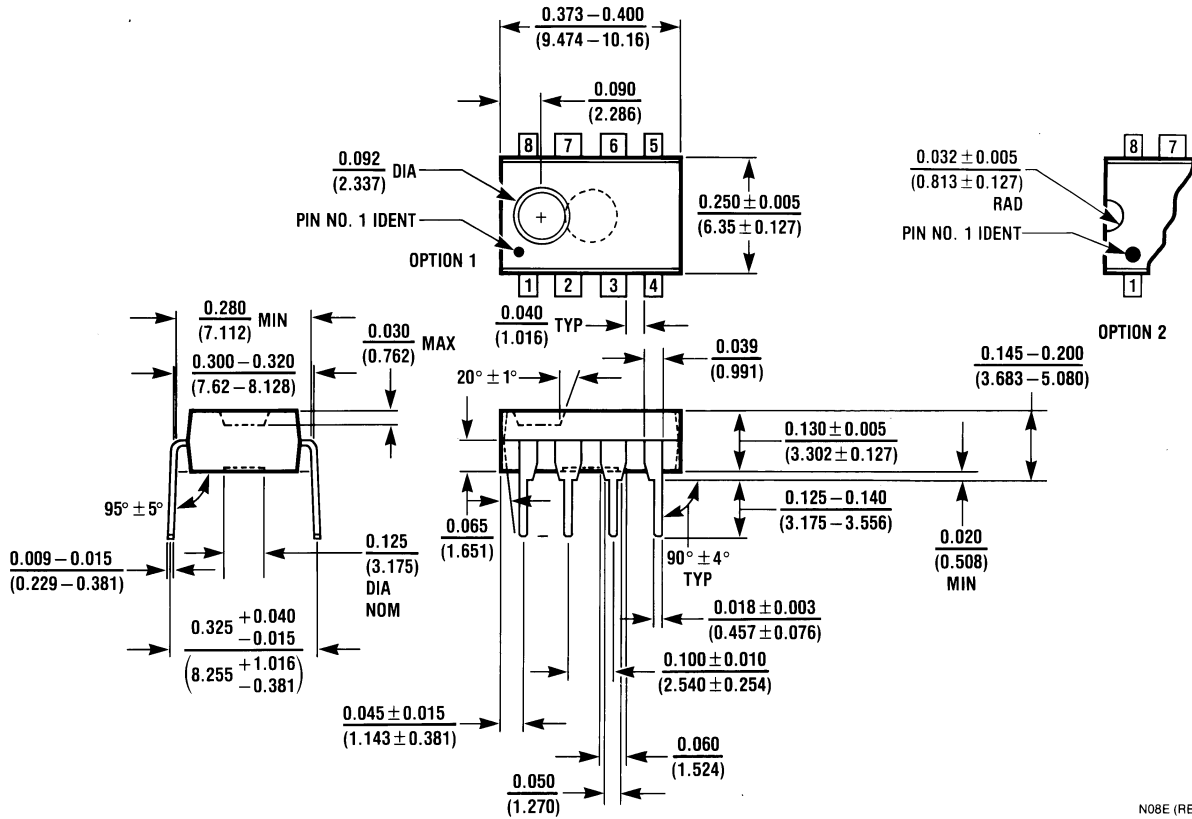 0.373 – 0.400
(9.474 – 10.16)
0.090
(2.286)
8 7 6 5
0.092
(2.337) DIA
PIN NO. 1 IDENT
OPTION 1
1 2 3 4
0.250 ± 0.005
(6.35 ± 0.127)
0.032 ± 0.005
(0.813 ± 0.127)
RAD
PIN NO. 1 IDENT
8 7
1
OPTION 2
0.280
(7.112) MIN
0.030
(0.762) MAX
0.300 – 0.320
(7.62 – 8.128)
0.040
(1.016) TYP
0.039
(0.991)
20° ± 1°
0.145 – 0.200
(3.683 – 5.080)
0.130 ± 0.005
(3.302 ± 0.127)
0.125 – 0.140
(3.175 – 3.556)
0.020
(0.508)
MIN
95° ± 5°
0.009 – 0.015
(0.229 – 0.381)
0.125
(3.175)
DIA
NOM
0.065
(1.651)
90° ± 4°
TYP
0.325 +0.040
−0.015
(8.255 +1.016
−0.381)
0.018 ± 0.003
(0.457 ± 0.076)
0.100 ± 0.010
(2.540 ± 0.254)
0.045 ± 0.015
(1.143 ± 0.381)
0.060
(1.524)
0.050
(1.270)
N08E (RE